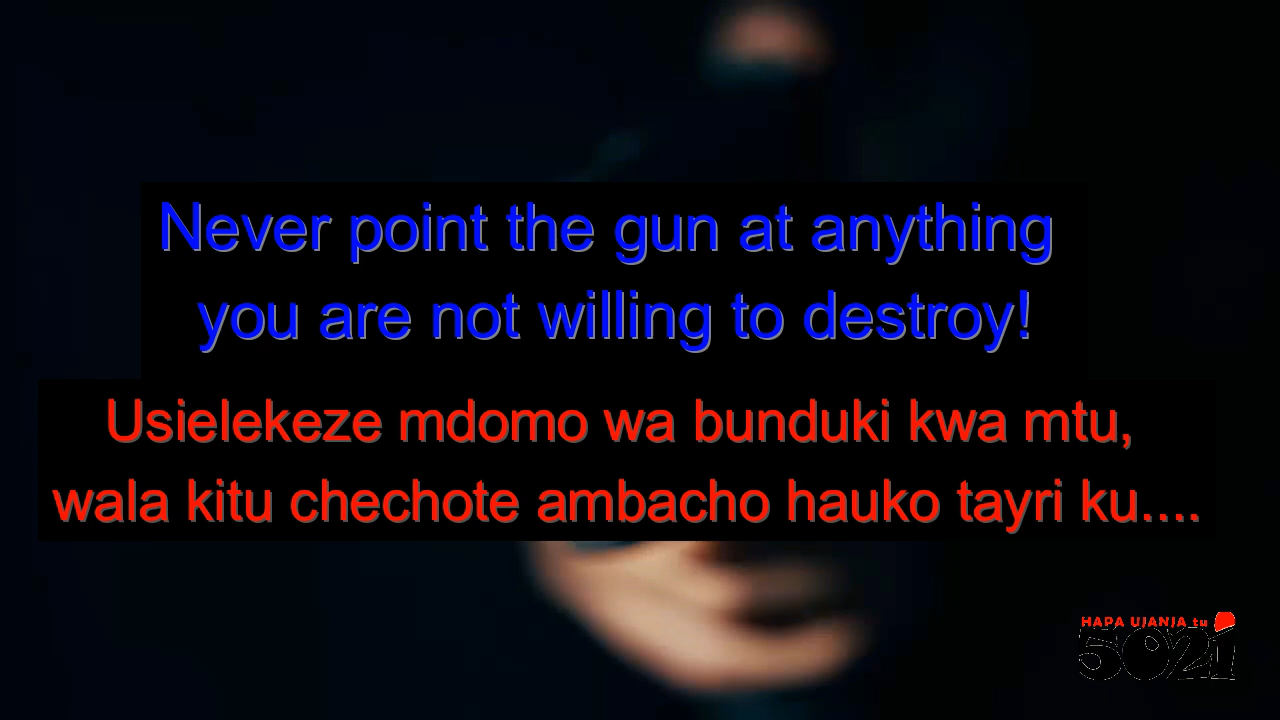 Never point the gun at anything
you are not willing to destroy!
Usielekeze mdomo wa bunduki kwa mtu,
wala kitu chechote ambacho hauko tayri ku....
HAPA UJANJA tu
5021